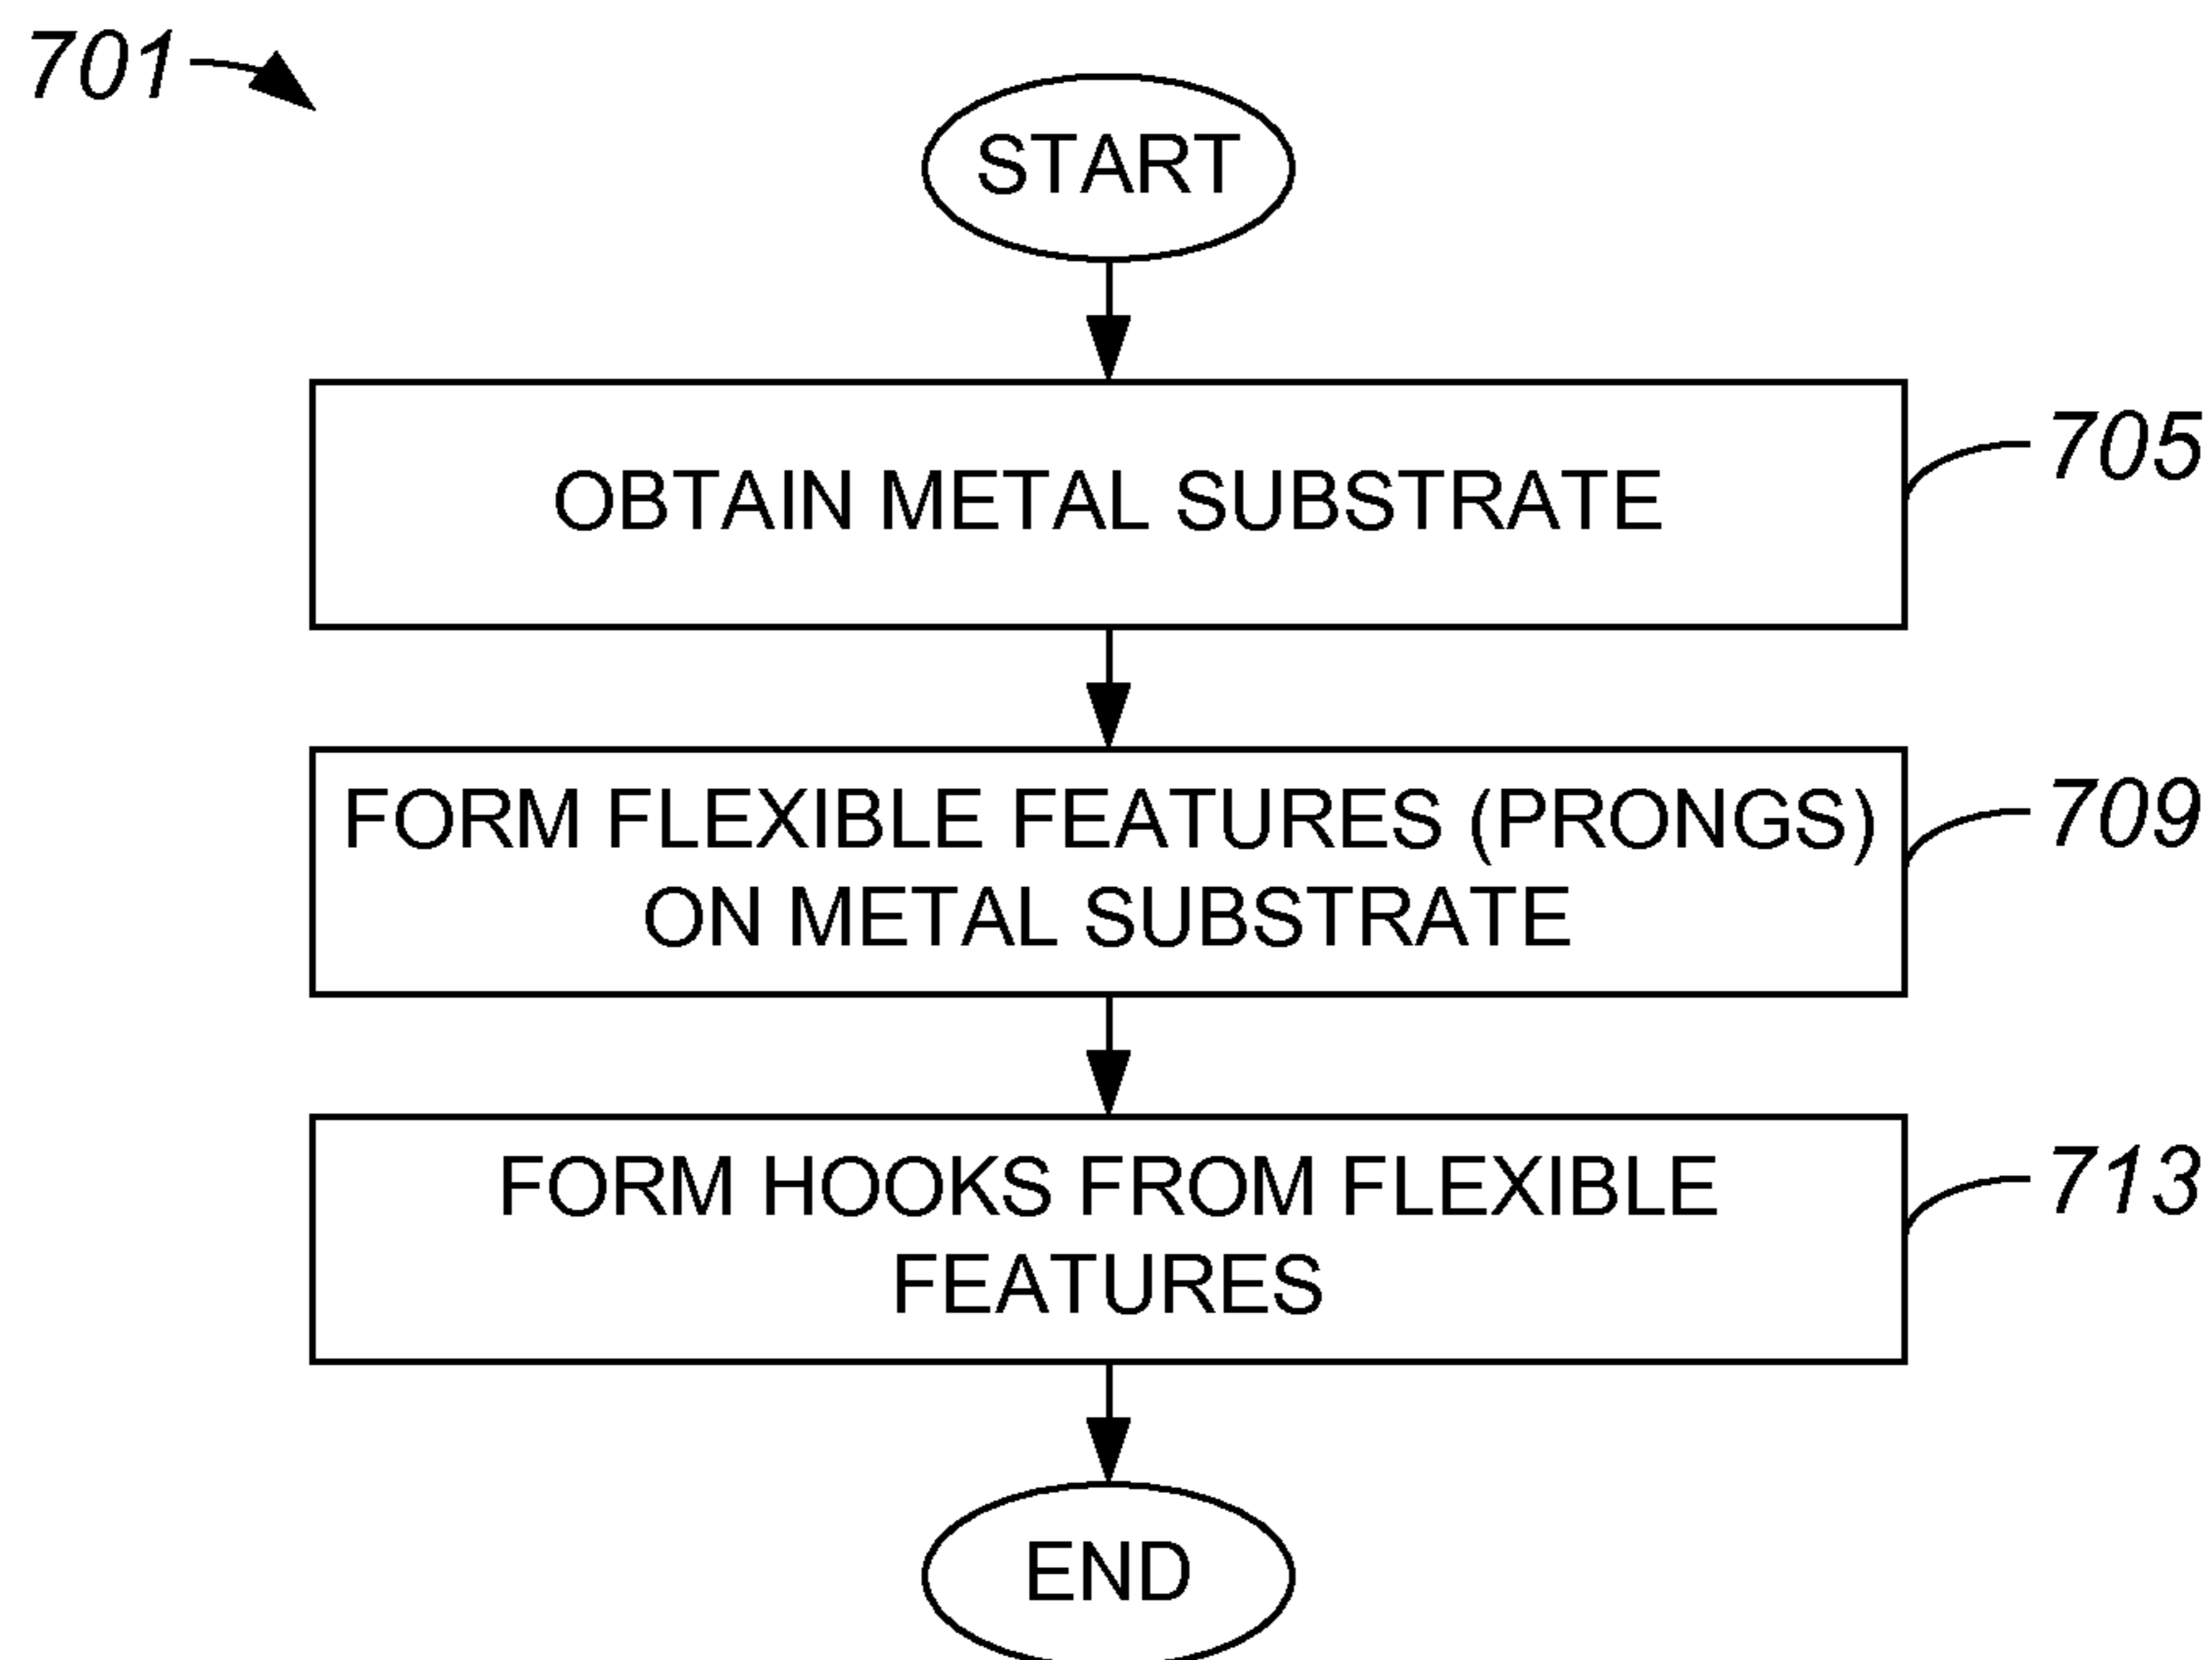 701
START
OBTAIN METAL SUBSTRATE
705
FORM FLEXIBLE FEATURES (PRONGS)
ON METAL SUBSTRATE
709
FORM HOOKS FROM FLEXIBLE
FEATURES
713
END